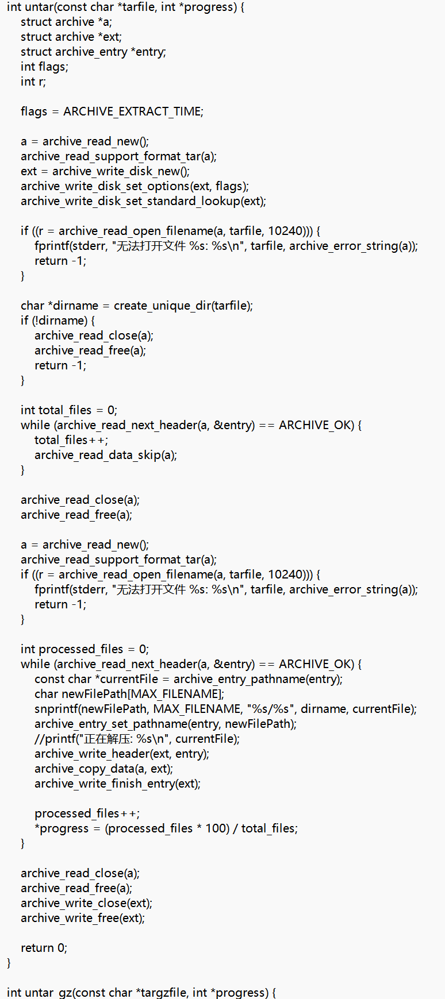 int untar(const char *tarfile, int *progress) {
struct archive *a;
struct archive *ext;
struct archive_entry *entry;
int flags;
int r;
flags = ARCHIVE_EXTRACT_TIME;
a = archive_read_new();
archive_read_support_format_tar(a);
ext = archive_write_disk_new();
archive_write_disk_set_options(ext, flags);
archive_write_disk_set_standard_lookup(ext);
if ((r = archive_read_open_filename(a, tarfile, 10240))) {
fprintf(stderr, "无法打开文件 %s: %s\n", tarfile, archive_error_string(a));
return -1;
}
char *dirname = create_unique_dir(tarfile);
if (!dirname) {
archive_read_close(a);
archive_read_free(a);
return -1;
}
int total_files = 0;
while (archive_read_next_header(a, &entry) == ARCHIVE_OK) {
total_files++;
archive_read_data_skip(a);
}
archive_read_close(a);
archive_read_free(a);
a = archive_read_new();
archive_read_support_format_tar(a);
if ((r = archive_read_open_filename(a, tarfile, 10240))) {
fprintf(stderr, "无法打开文件 %s: %s\n", tarfile, archive_error_string(a));
return -1;
}
int processed_files = 0;
while (archive_read_next_header(a, &entry) == ARCHIVE_OK) {
const char *currentFile = archive_entry_pathname(entry);
char newFilePath[MAX_FILENAME];
snprintf(newFilePath, MAX_FILENAME, "%s/%s", dirname, currentFile);
archive_entry_set_pathname(entry, newFilePath);
//printf("正在解压: %s\n", currentFile);
archive_write_header(ext, entry);
archive_copy_data(a, ext);
archive_write_finish_entry(ext);
processed_files++;
*progress = (processed_files * 100) / total_files;
}
archive_read_close(a);
archive_read_free(a);
archive_write_close(ext);
archive_write_free(ext);
return 0;
}
int untar_gz(const char *targzfile, int *progress) {